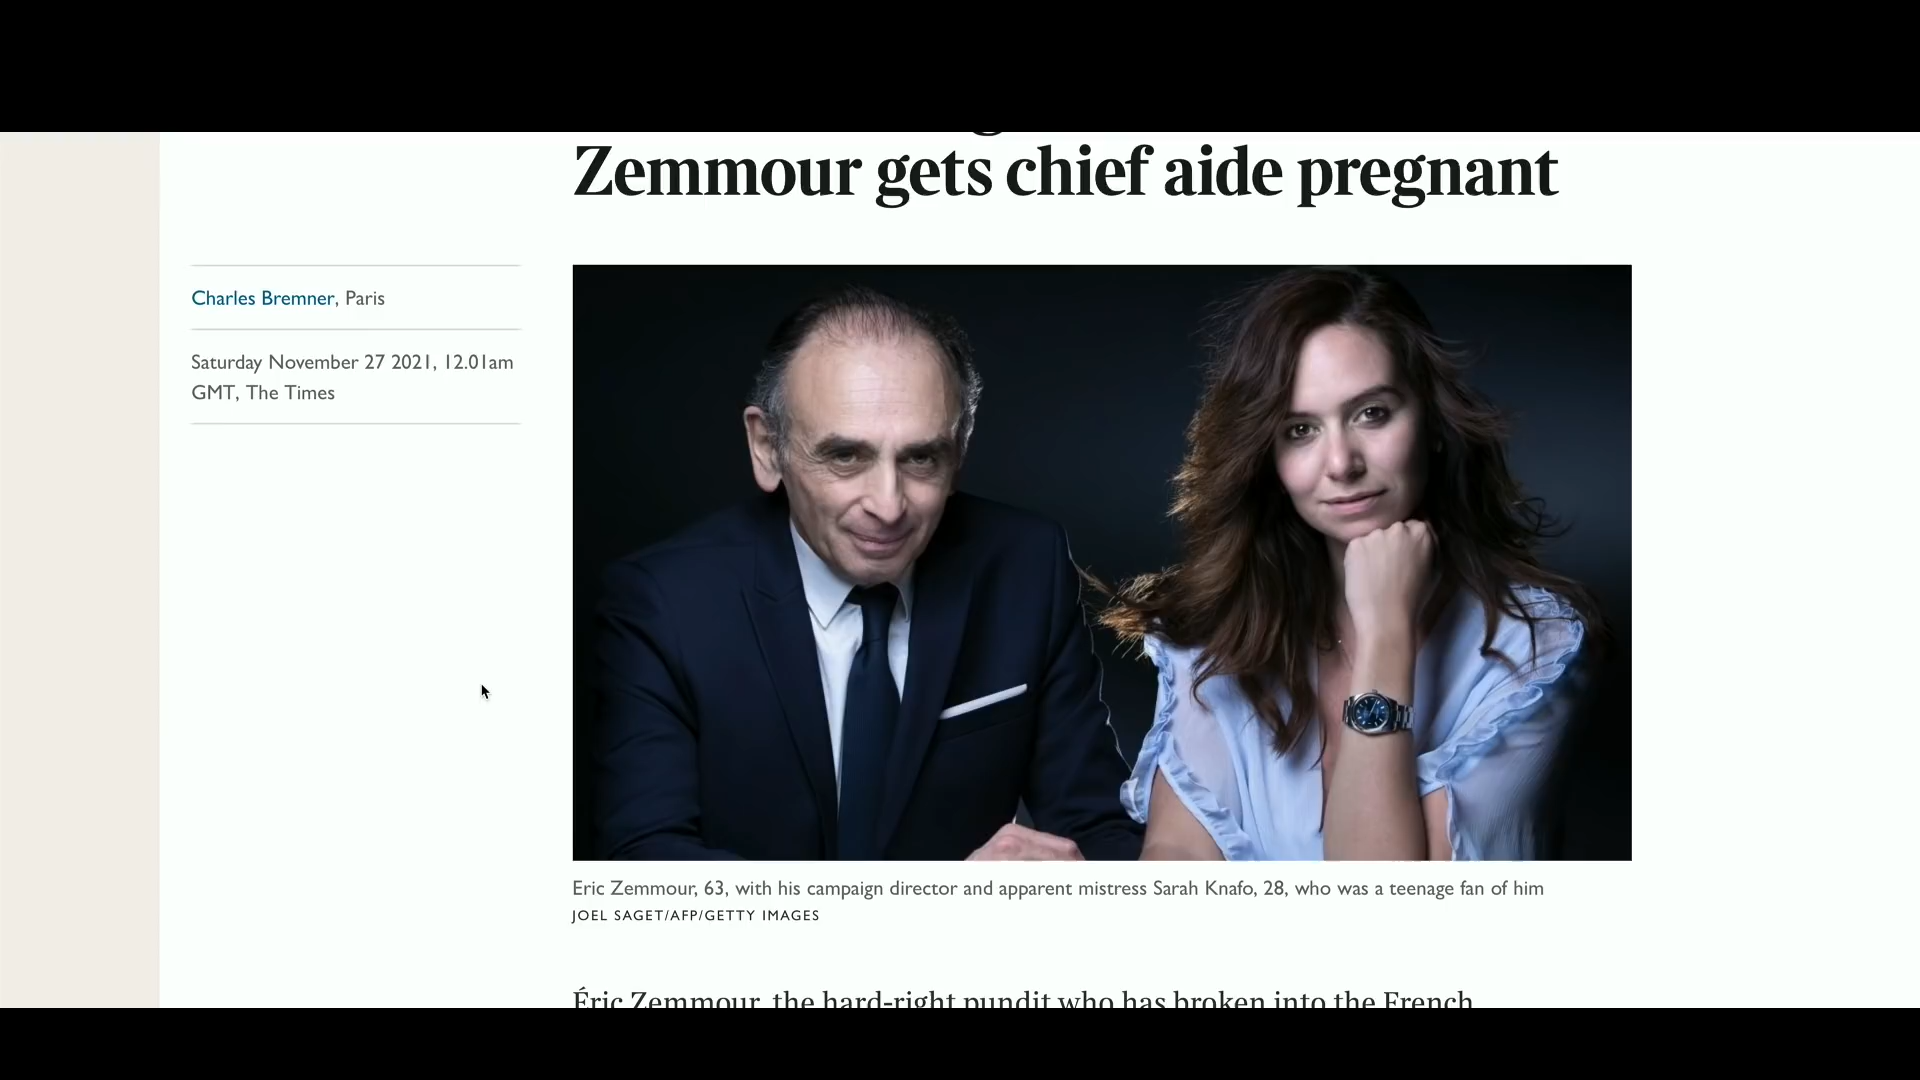 Zemmour gets chief aide pregnant
Charles Bremner, Paris
Saturday November 27 2021, 12.01am
GMT, The Times
Eric Zemmour, 63, with his campaign director and apparent mistress Sarah Knafo, 28, who was a teenage fan of him
JOEL SAGET/AFP/GETTY IMAGES
Éric Zemmour, the hard-right pundit who has broken into the French